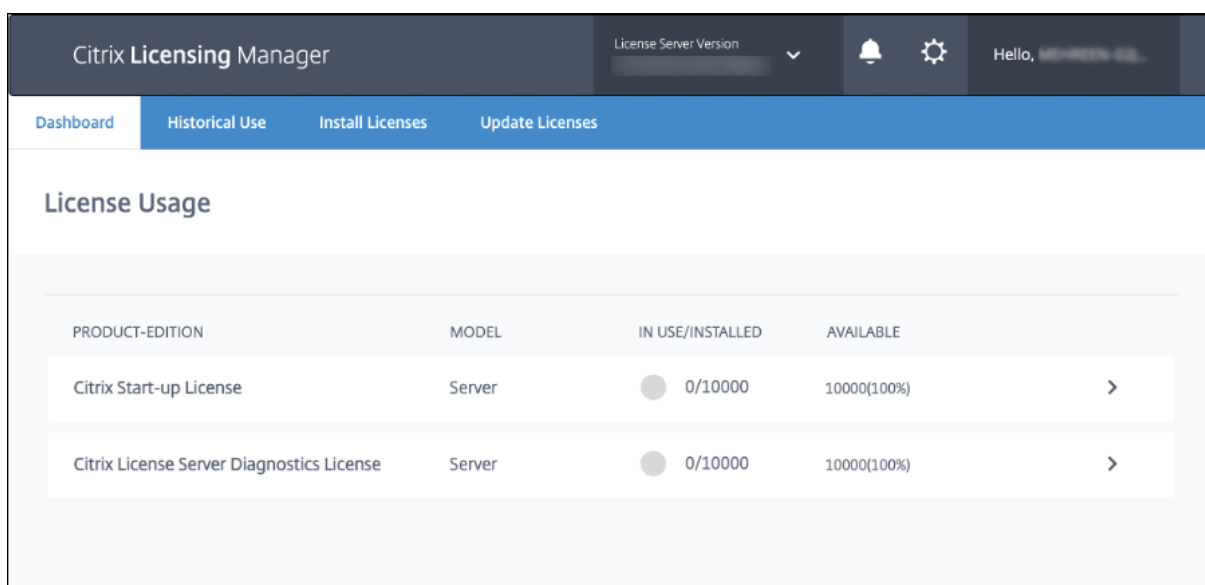 Citrix Licensing Manager
License Server Version
Hello,
Dashboard Historical Use Install Licenses Update Licenses
License Usage
PRODUCT-EDITION MODEL IN USE/INSTALLED AVAILABLE
Citrix Start-up License Server 0/10000 10000(100%)
Citrix License Server Diagnostics License Server 0/10000 10000(100%)